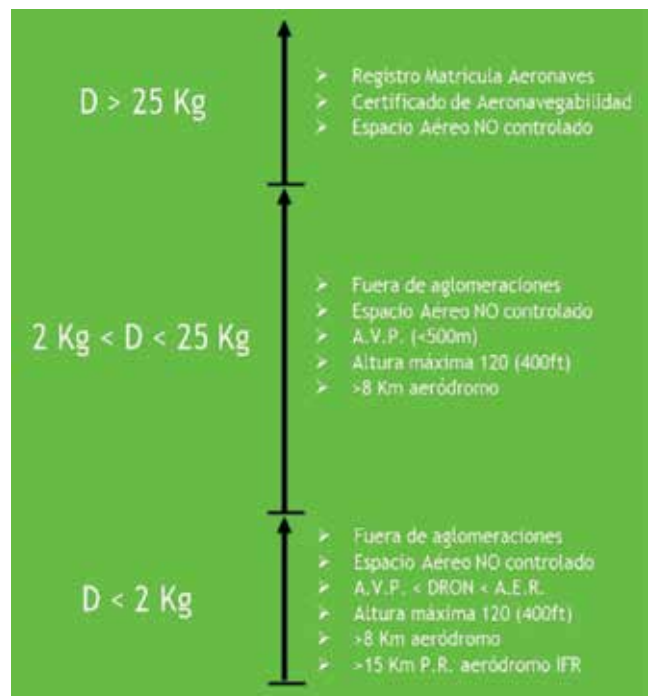 D > 25 Kg
➢ Registro Matrícula Aeronaves
➢ Certificado de Aeronavegabilidad
➢ Espacio Aéreo NO controlado
2 Kg < D < 25 Kg
➢ Fuera de aglomeraciones
➢ Espacio Aéreo NO controlado
➢ A.V.P. (<500m)
➢ Altura máxima 120 (400ft)
➢ >8 Km aeródromo
D < 2 Kg
➢ Fuera de aglomeraciones
➢ Espacio Aéreo NO controlado
➢ A.V.P. < DRON < A.E.R.
➢ Altura máxima 120 (400ft)
➢ >8 Km aeródromo
➢ >15 Km P.R. aeródromo IFR